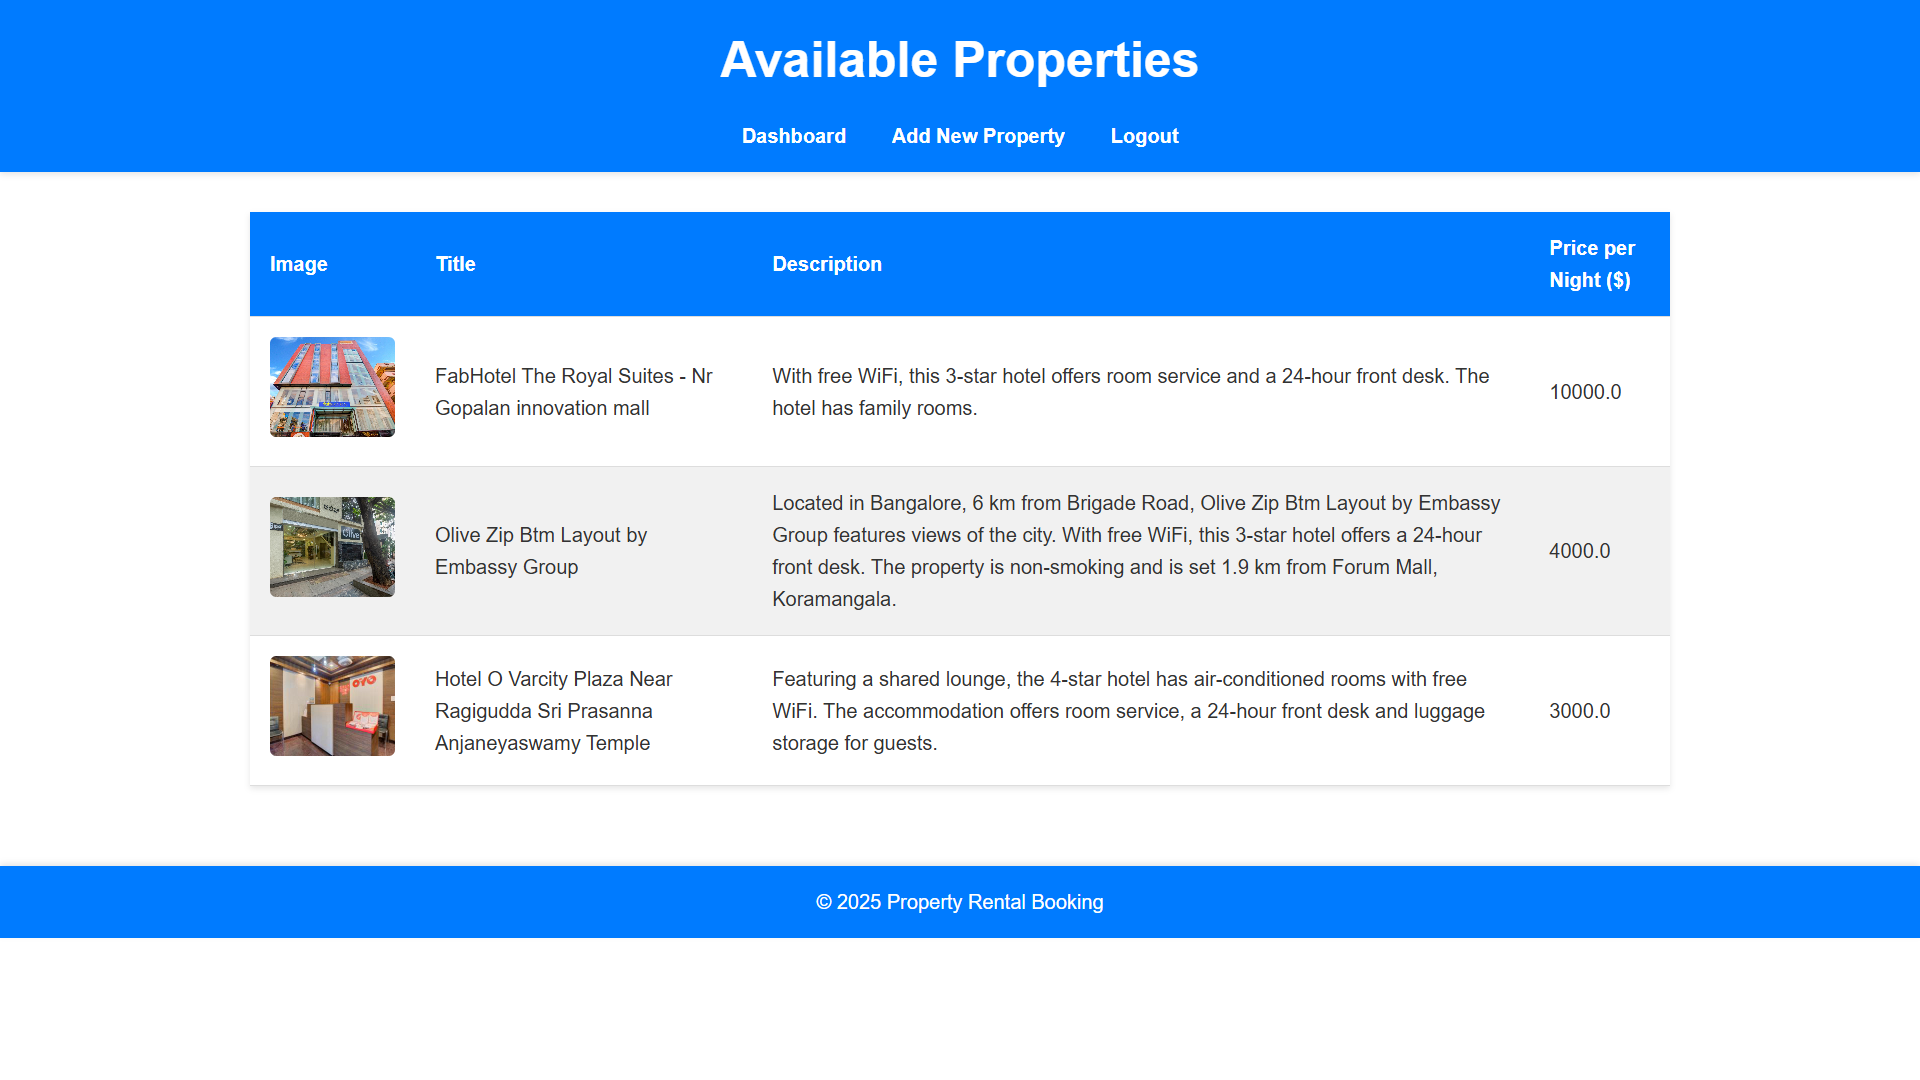 Available Properties
Dashboard Add New Property Logout
Image Title Description Price per
Night ($)
FabHotel The Royal Suites - Nr
Gopalan innovation mall
With free WiFi, this 3-star hotel offers room service and a 24-hour front desk. The
hotel has family rooms.
10000.0
Olive
Olive Zip Btm Layout by
Embassy Group
Located in Bangalore, 6 km from Brigade Road, Olive Zip Btm Layout by Embassy
Group features views of the city. With free WiFi, this 3-star hotel offers a 24-hour
front desk. The property is non-smoking and is set 1.9 km from Forum Mall,
Koramangala.
4000.0
OYO
Hotel O Varcity Plaza Near
Ragigudda Sri Prasanna
Anjaneyaswamy Temple
Featuring a shared lounge, the 4-star hotel has air-conditioned rooms with free
WiFi. The accommodation offers room service, a 24-hour front desk and luggage
storage for guests.
3000.0
© 2025 Property Rental Booking